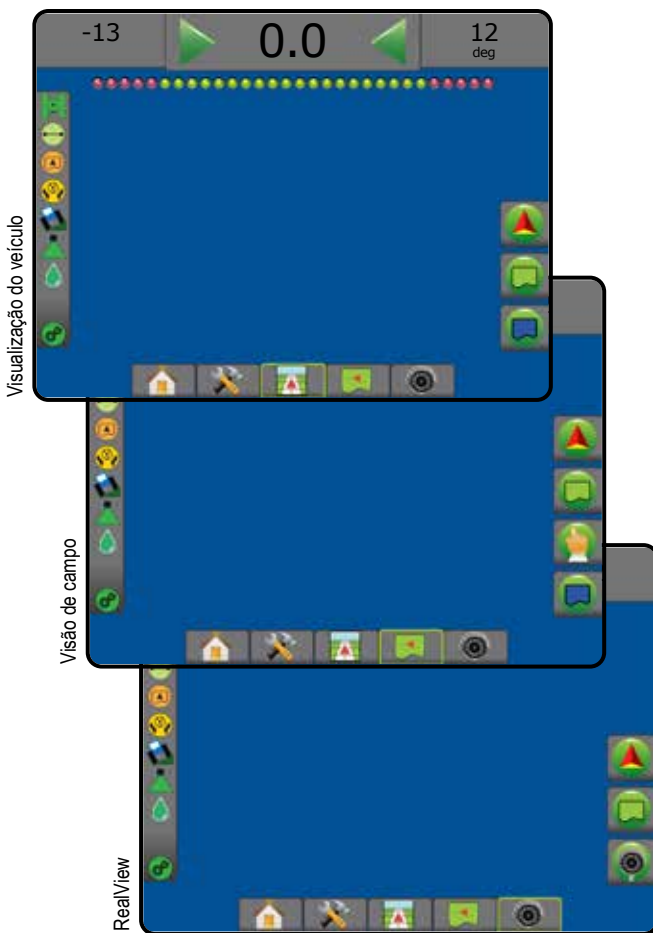 -13
0.0
12
deg
Visualização do veículo
Visão de campo
RealView